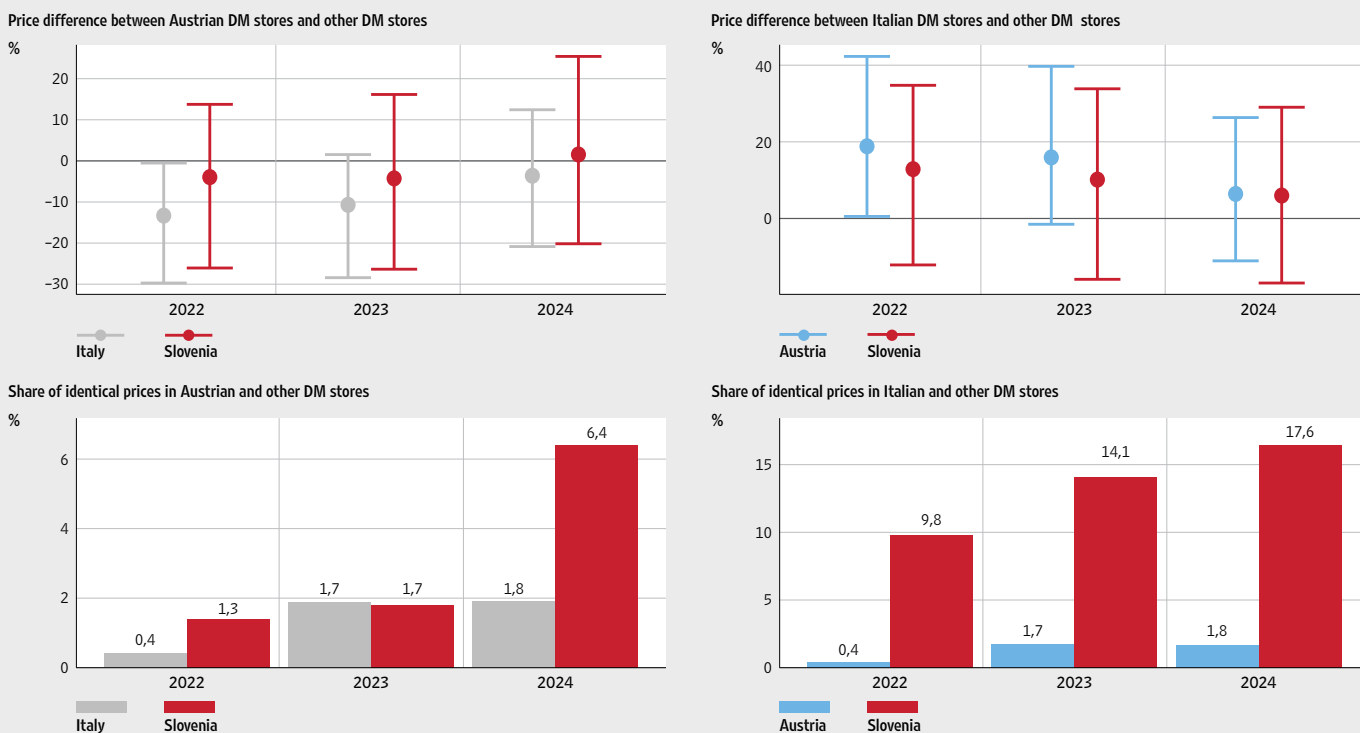 Price difference between Austrian DM stores and other DM stores
%
20
10
0
−10
−20
−30
2022 2023 2024
Italy Slovenia
Price difference between Italian DM stores and other DM stores
%
40
20
0
2022 2023 2024
Austria Slovenia
Share of identical prices in Austrian and other DM stores
%
6
4
2
0
0,4 1,3 1,7 1,7 1,8 6,4
2022 2023 2024
Italy Slovenia
Share of identical prices in Italian and other DM stores
%
15
10
5
0
0,4 9,8 1,7 14,1 1,8 17,6
2022 2023 2024
Austria Slovenia